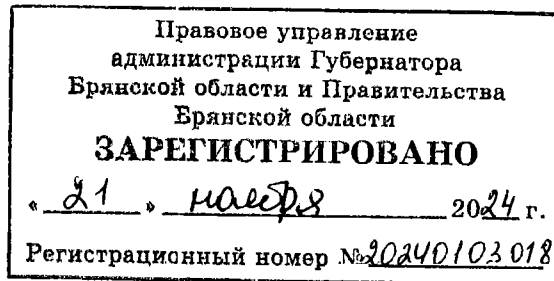 Правовое управление
администрации Губернатора
Брянской области и Правительства
Брянской области
ЗАРЕГИСТРИРОВАНО
« 21 » ноября 2024 г.
Регистрационный номер №20240103018